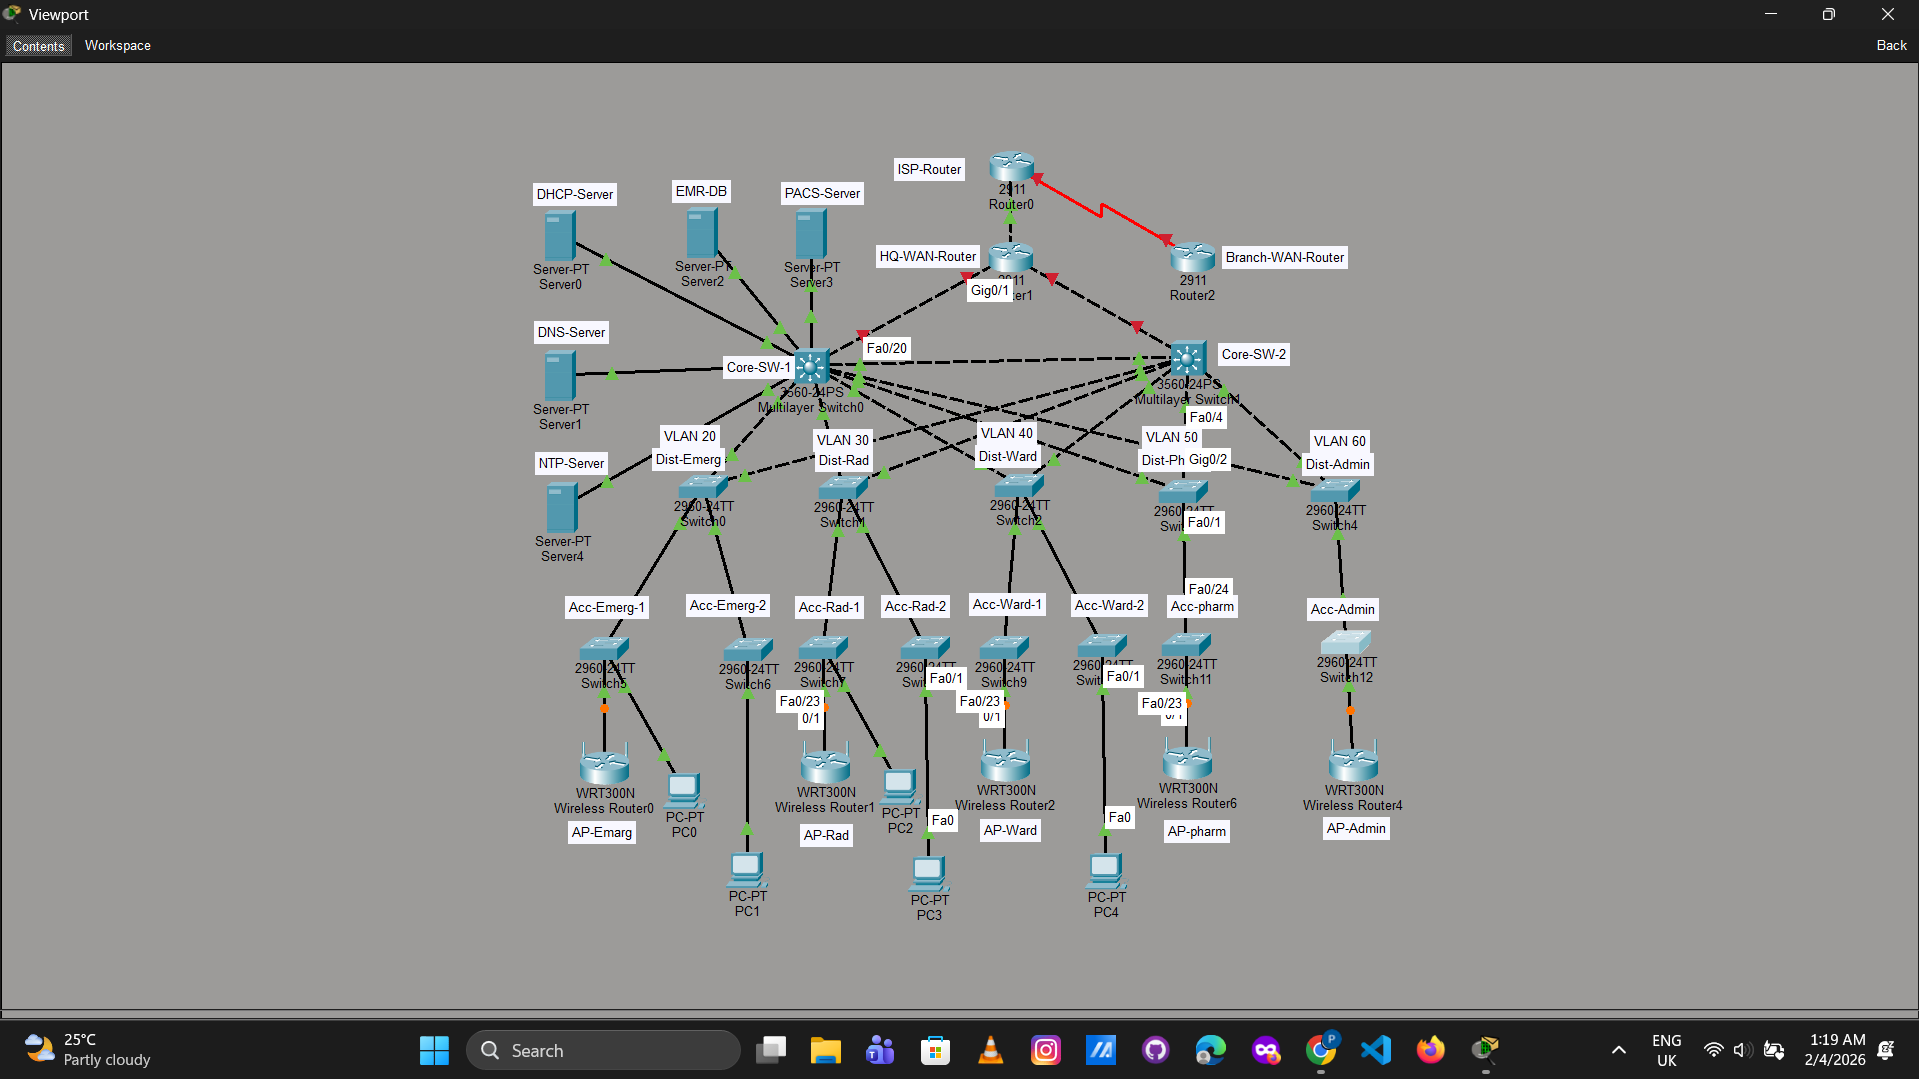 Viewport
Contents
Workspace
Back
ISP-Router
2911
Router0
DHCP-Server
EMR-DB
PACS-Server
Server-PT
Server0
Server-PT
Server2
Server-PT
Server3
HQ-WAN-Router
2911
Gig0/1
Branch-WAN-Router
2911
Router2
DNS-Server
Server-PT
Server1
Core-SW-1
Fa0/20
3560-24PS
Multilayer Switch0
Core-SW-2
3560-24PS
Multilayer Switch1
Fa0/4
NTP-Server
Server-PT
Server4
VLAN 20
Dist-Emerg
2960-24TT
Switch0
VLAN 30
Dist-Rad
2960-24TT
Switch1
VLAN 40
Dist-Ward
2960-24TT
Switch2
VLAN 50
Dist-Ph
Gig0/2
Fa0/1
VLAN 60
Dist-Admin
2960-24TT
Switch4
Fa0/24
Acc-Emerg-1
Acc-Emerg-2
Acc-Rad-1
Acc-Rad-2
Acc-Ward-1
Acc-Ward-2
Acc-pharm
Acc-Admin
2960-24TT
Switch5
2960-24TT
Switch6
2960-24TT
Switch7
Fa0/1
2960-24TT
Switch9
Fa0/1
2960-24TT
Switch11
2960-24TT
Switch12
Fa0/23
0/1
Fa0/23
0/1
Fa0/23
0/1
WRT300N
Wireless Router0
AP-Emarg
PC-PT
PC0
WRT300N
Wireless Router1
AP-Rad
PC-PT
PC2
Fa0
WRT300N
Wireless Router2
AP-Ward
Fa0
WRT300N
Wireless Router6
AP-pharm
WRT300N
Wireless Router4
AP-Admin
PC-PT
PC1
PC-PT
PC3
PC-PT
PC4
25°C
Partly cloudy
Search
P
ENG
UK
1:19 AM
2/4/2026